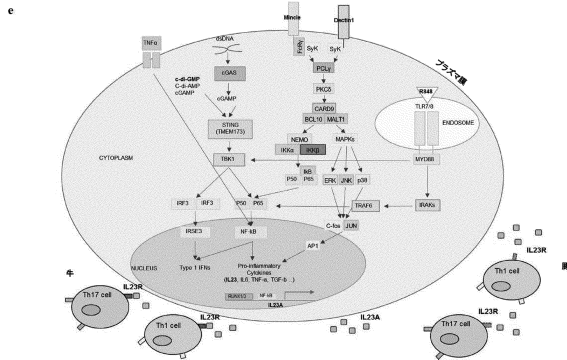 e
Mincle
Dectin1
TNFα
dsDNA
FcRγ
SyK
SyK
プラズマ膜
cGAS
PCLγ
c-di-GMP
C-di-AMP
cGAMP
cGAMP
PKCδ
R848
CARD9
BCL10 MALT1
TLR7/8
STING
(TMEM173)
ENDOSOME
NEMO
MAPKs
IKKα IKKβ
CYTOPLASM
TBK1
MYD88
IkB
P50 P65
ERK JNK p38
IRF3 IRF3
P50 P65
TRAF6
IRAKs
C-fos JUN
IRSE3
NF-kB
AP1
IL23R
NUCLEUS
Type 1 IFNs
Pro-inflammatory
Cytokines
(IL23, IL6, TNF-α, TGF-b ...)
Th1 cell
牛
IL23R
Th17 cell
RUNX1/3 NF-kB
IL23A
IL23R
Th1 cell
IL23A
IL23R
Th17 cell